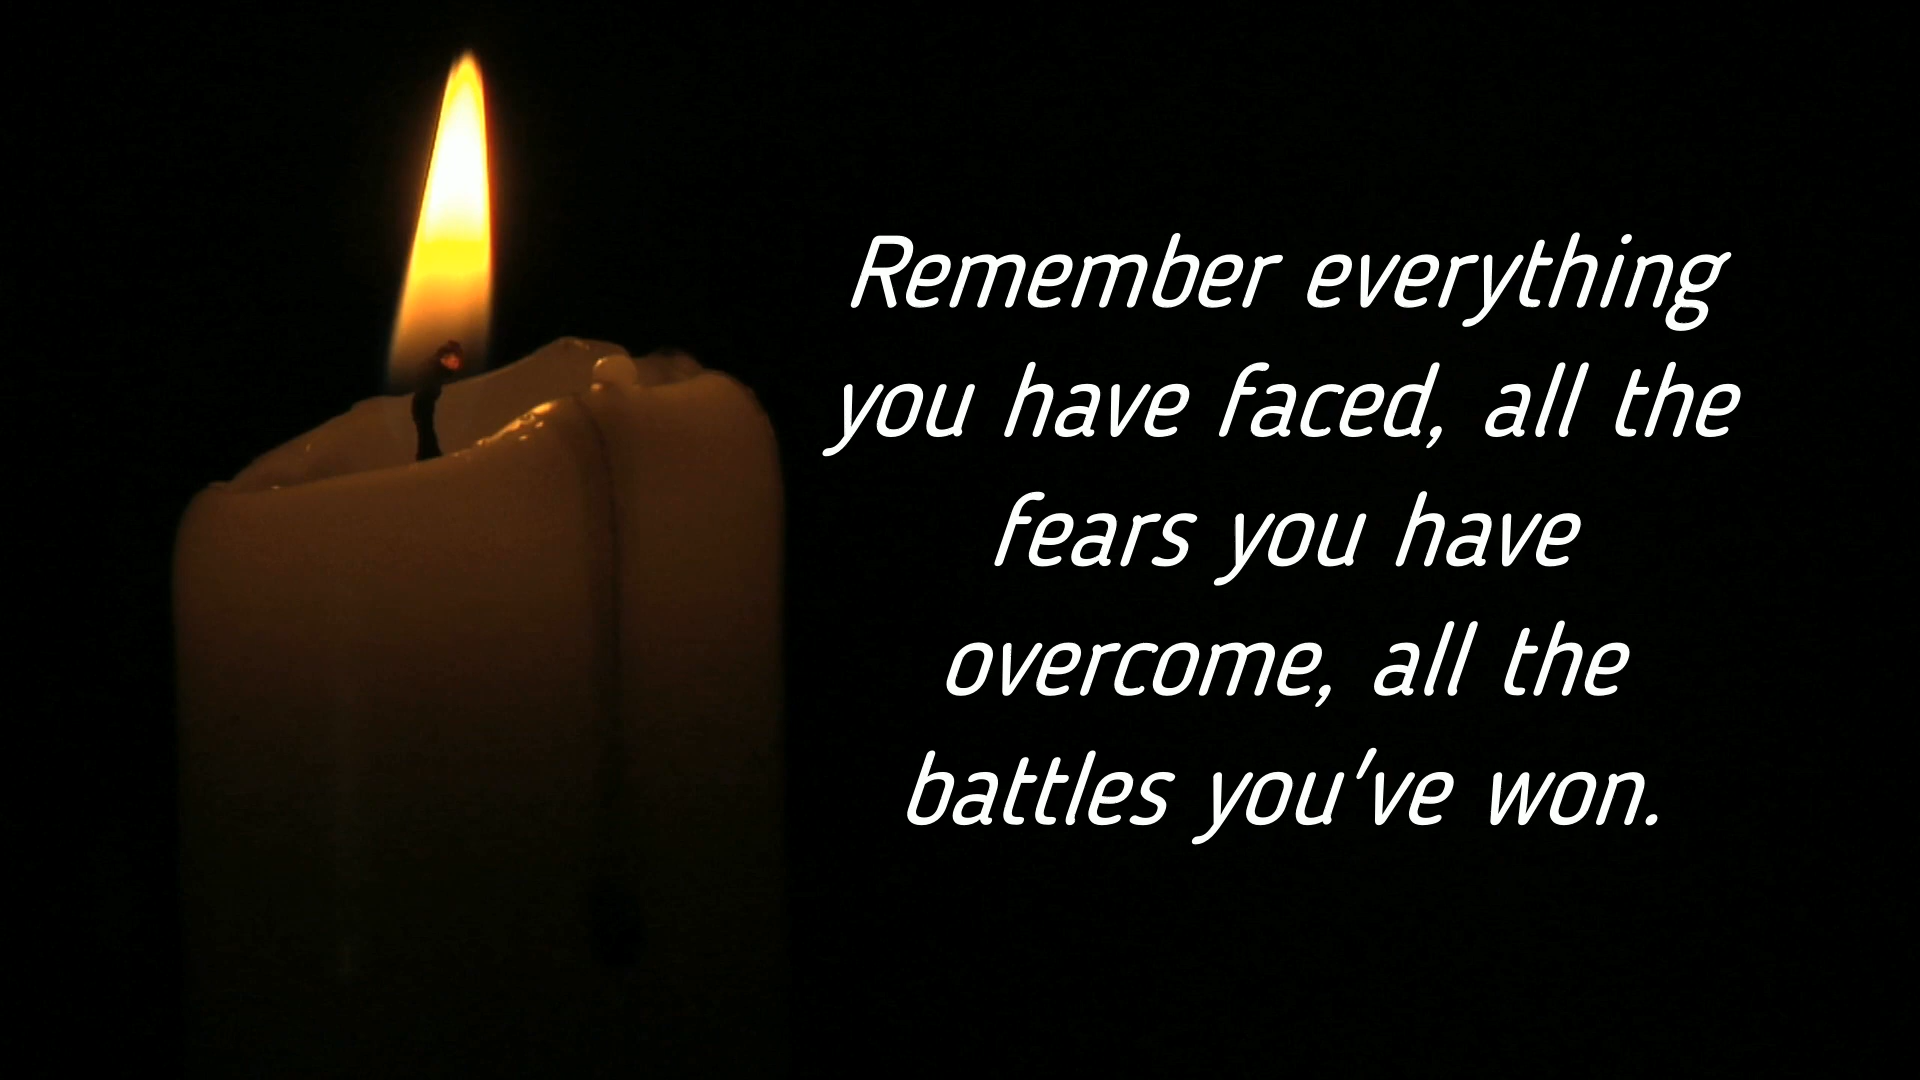 Remember everything
you have faced, all the
fears you have
overcome, all the
battles you've won.